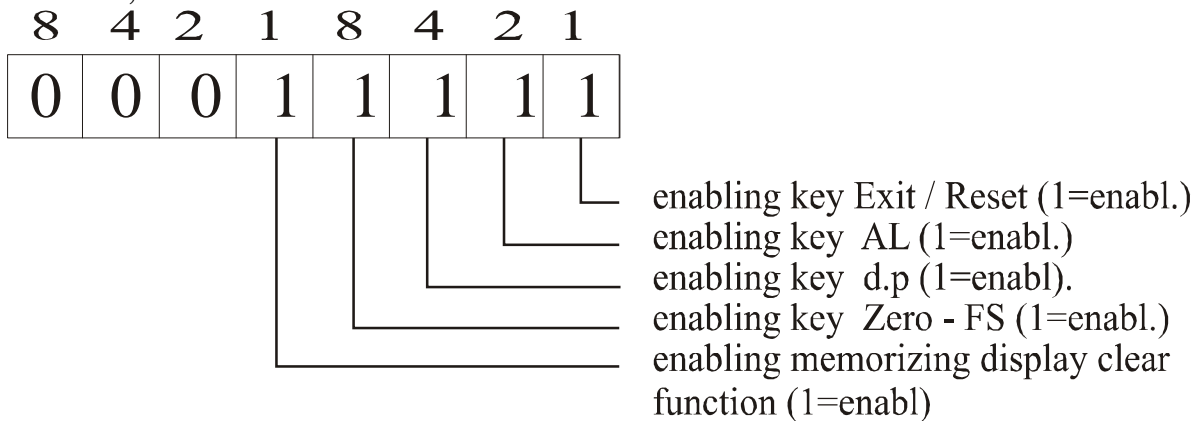 8 4 2 1 8 4 2 1
0 0 0 1 1 1 1 1
enabling key Exit / Reset (1=enabl.)
enabling key AL (1=enabl.)
enabling key d.p (1=enabl).
enabling key Zero - FS (1=enabl.)
enabling memorizing display clear
function (1=enabl)